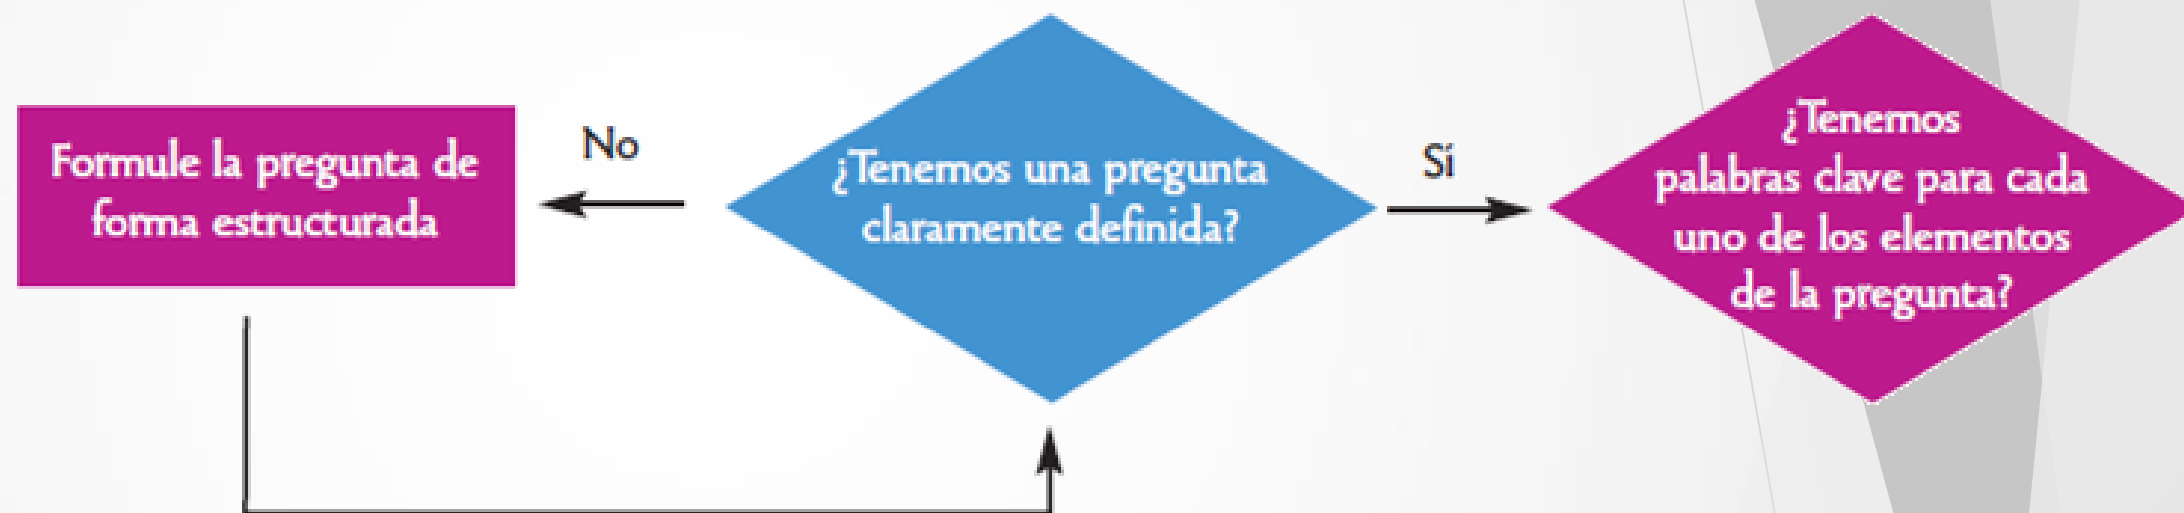 Formule la pregunta de
forma estructurada
No
¿Tenemos una pregunta
claramente definida?
Sí
¿Tenemos
palabras clave para cada
uno de los elementos
de la pregunta?